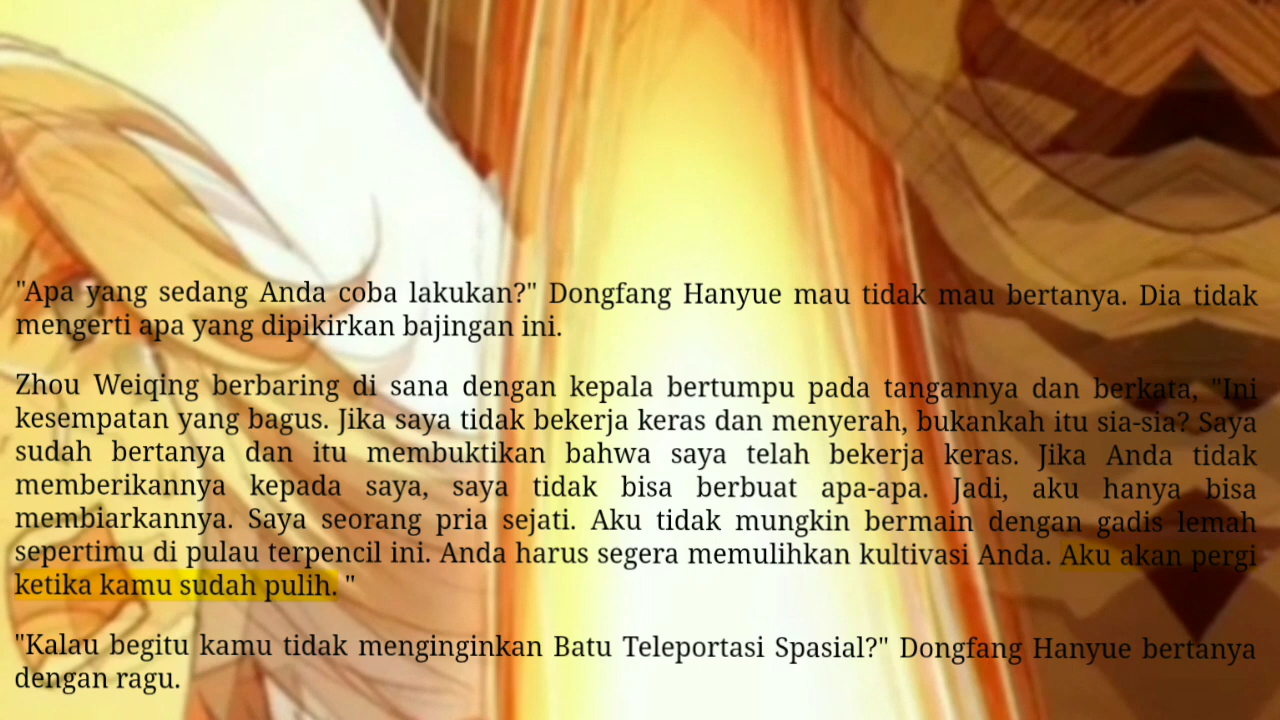 "Apa yang sedang Anda coba lakukan?" Dongfang Hanyue mau tidak mau bertanya. Dia tidak
mengerti apa yang dipikirkan bajingan ini.
Zhou Weiqing berbaring di sana dengan kepala bertumpu pada tangannya dan berkata, "Ini
kesempatan yang bagus. Jika saya tidak bekerja keras dan menyerah, bukankah itu sia-sia? Saya
sudah bertanya dan itu membuktikan bahwa saya telah bekerja keras. Jika Anda tidak
memberikannya kepada saya, saya tidak bisa berbuat apa-apa. Jadi, aku hanya bisa
membiarkannya. Saya seorang pria sejati. Aku tidak mungkin bermain dengan gadis lemah
sepertimu di pulau terpencil ini. Anda harus segera memulihkan kultivasi Anda. Aku akan pergi
ketika kamu sudah pulih. "
"Kalau begitu kamu tidak menginginkan Batu Teleportasi Spasial?" Dongfang Hanyue bertanya
dengan ragu.